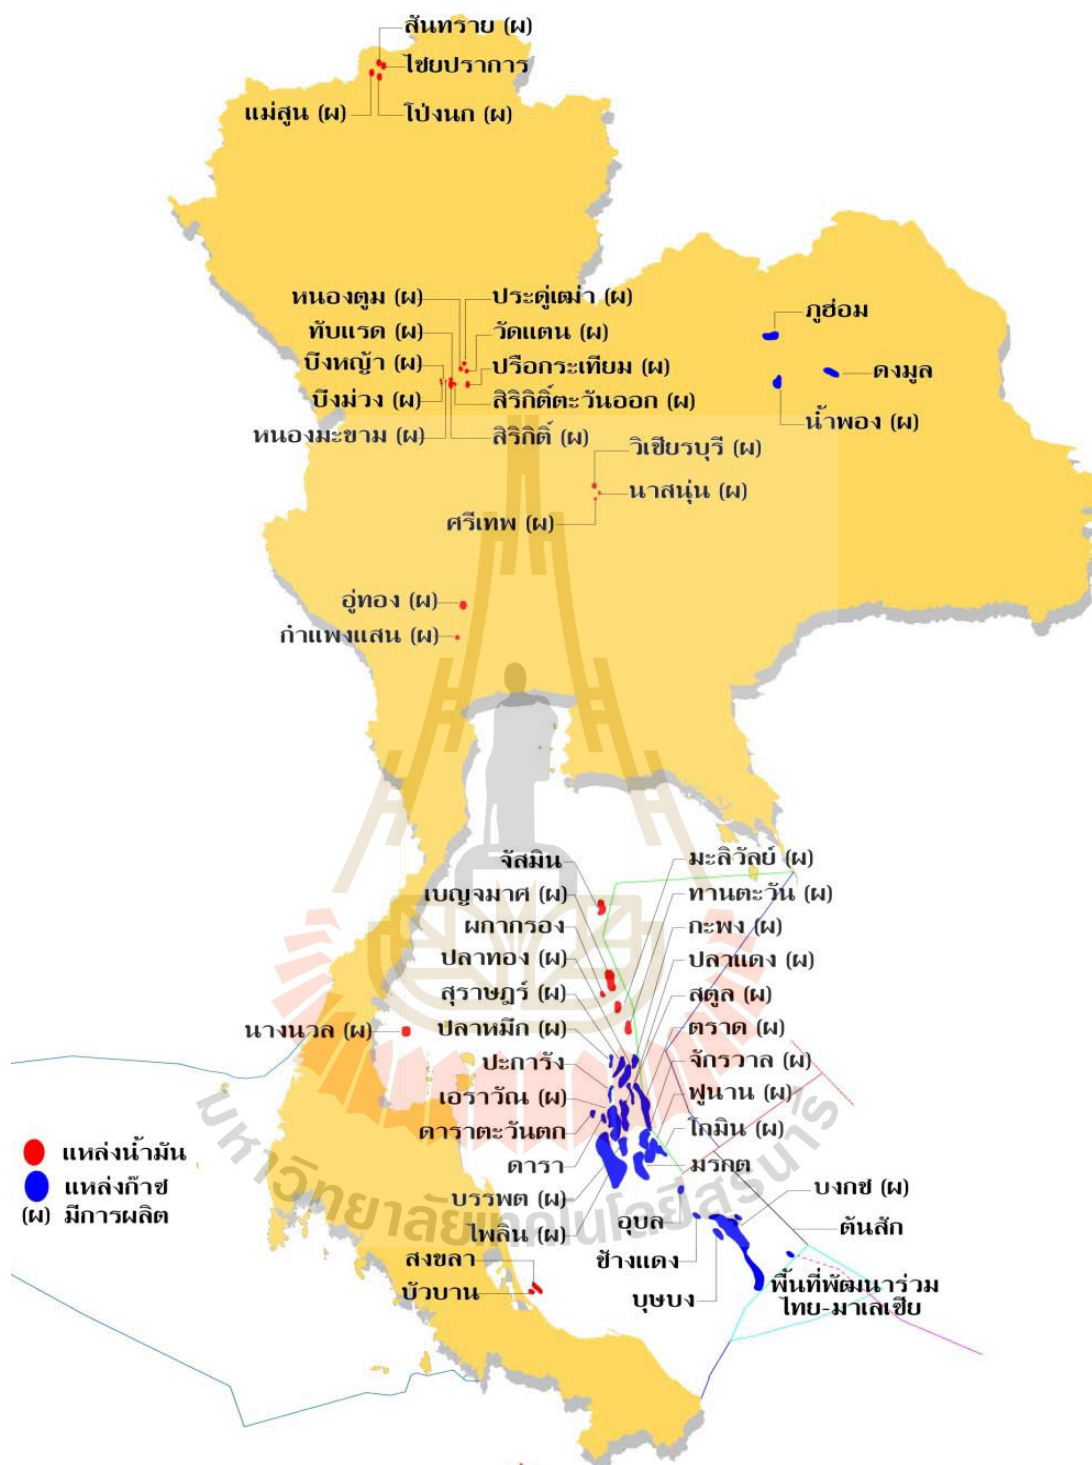 สันทราย (ผ)
ไชยปราการ
แม่สูน (ผ)
โป่งนก (ผ)
หนองตูม (ผ)
ประดู่เฒ่า (ผ)
ภูฮ่อม
ทับแรด (ผ)
วัดแตน (ผ)
บึงหญ้า (ผ)
ปรือกระเทียม (ผ)
ดงมูล
บึงม่วง (ผ)
สิริกิติ์ตะวันออก (ผ)
น้ำพอง (ผ)
หนองมะขาม (ผ)
สิริกิติ์ (ผ)
วิเชียรบุรี (ผ)
นาสนุ่น (ผ)
ศรีเทพ (ผ)
อู่ทอง (ผ)
กำแพงแสน (ผ)
จัสมิน
มะลิวัลย์ (ผ)
เบญจมาศ (ผ)
ทานตะวัน (ผ)
ผกากรอง
กะพง (ผ)
ปลาทอง (ผ)
ปลาแดง (ผ)
สุราษฎร์ (ผ)
สตูล (ผ)
นางนวล (ผ)
ปลาหมึก (ผ)
ตราด (ผ)
ปะการัง
จักรวาล (ผ)
เอราวัณ (ผ)
ฟูนาน (ผ)
ดาราตะวันตก
โกมิน (ผ)
ดารา
มรกต
บรรพต (ผ)
บงกช (ผ)
ไพลิน (ผ)
อุบล
ตันสัก
สงขลา
ช้างแดง
บัวบาน
บุษบง
พื้นที่พัฒนาร่วม
ไทย-มาเลเซีย
แหล่งน้ำมัน
แหล่งก๊าซ
(ผ) มีการผลิต
มหาวิทยาลัยเทคโนโลยีสุรนารี